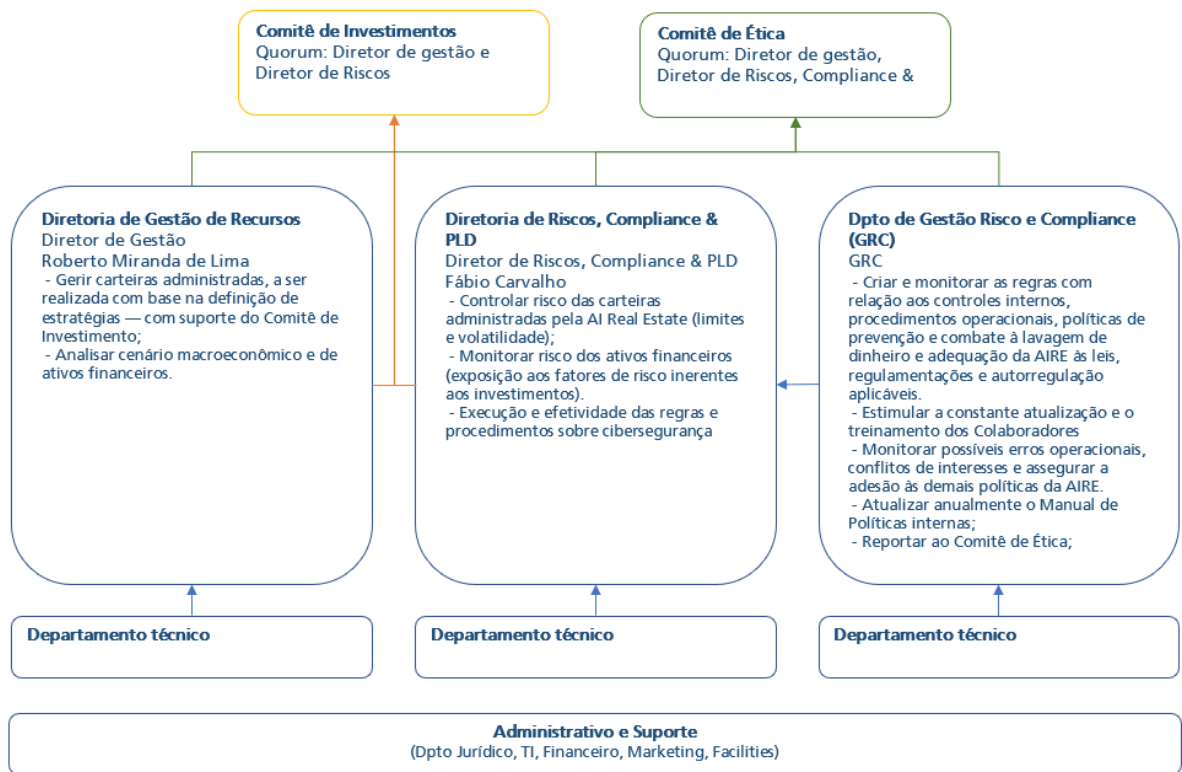 Comitê de Investimentos
Quorum: Diretor de gestão e
Diretor de Riscos
Comitê de Ética
Quorum: Diretor de gestão,
Diretor de Riscos, Compliance &
Diretoria de Gestão de Recursos
Diretor de Gestão
Roberto Miranda de Lima
- Gerir carteiras administradas, a ser
realizada com base na definição de
estratégias — com suporte do Comitê de
Investimento;
- Analisar cenário macroeconômico e de
ativos financeiros.
Diretoria de Riscos, Compliance &
PLD
Diretor de Riscos, Compliance & PLD
Fábio Carvalho
- Controlar risco das carteiras
administradas pela AI Real Estate (limites
e volatilidade);
- Monitorar risco dos ativos financeiros
(exposição aos fatores de risco inerentes
aos investimentos).
- Execução e efetividade das regras e
procedimentos sobre cibersegurança
Dpto de Gestão Risco e Compliance
(GRC)
GRC
- Criar e monitorar as regras com
relação aos controles internos,
procedimentos operacionais, políticas de
prevenção e combate à lavagem de
dinheiro e adequação da AIRE às leis,
regulamentações e autorregulação
aplicáveis.
- Estimular a constante atualização e o
treinamento dos Colaboradores
- Monitorar possíveis erros operacionais,
conflitos de interesses e assegurar a
adesão às demais políticas da AIRE.
- Atualizar anualmente o Manual de
Políticas internas;
- Reportar ao Comitê de Ética;
Departamento técnico
Departamento técnico
Departamento técnico
Administrativo e Suporte
(Dpto Jurídico, TI, Financeiro, Marketing, Facilities)